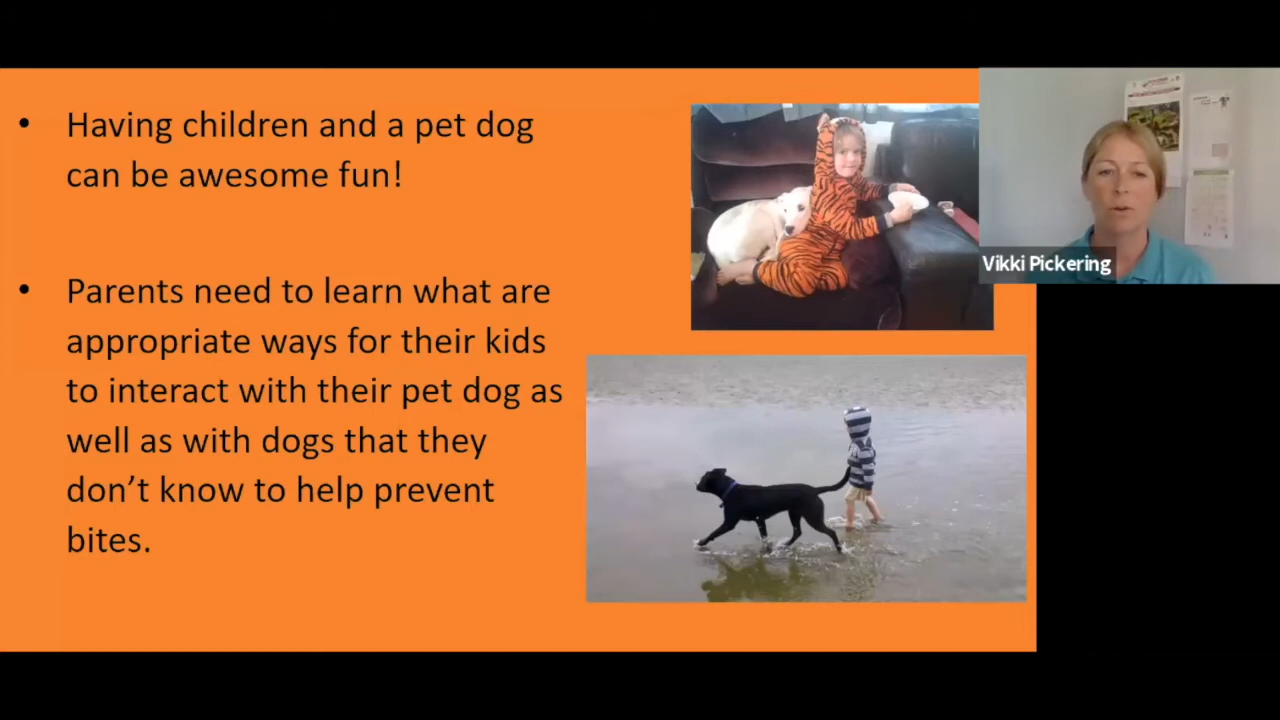 • Having children and a pet dog
can be awesome fun!
• Parents need to learn what are
appropriate ways for their kids
to interact with their pet dog as
well as with dogs that they
don’t know to help prevent
bites.
Vikki Pickering